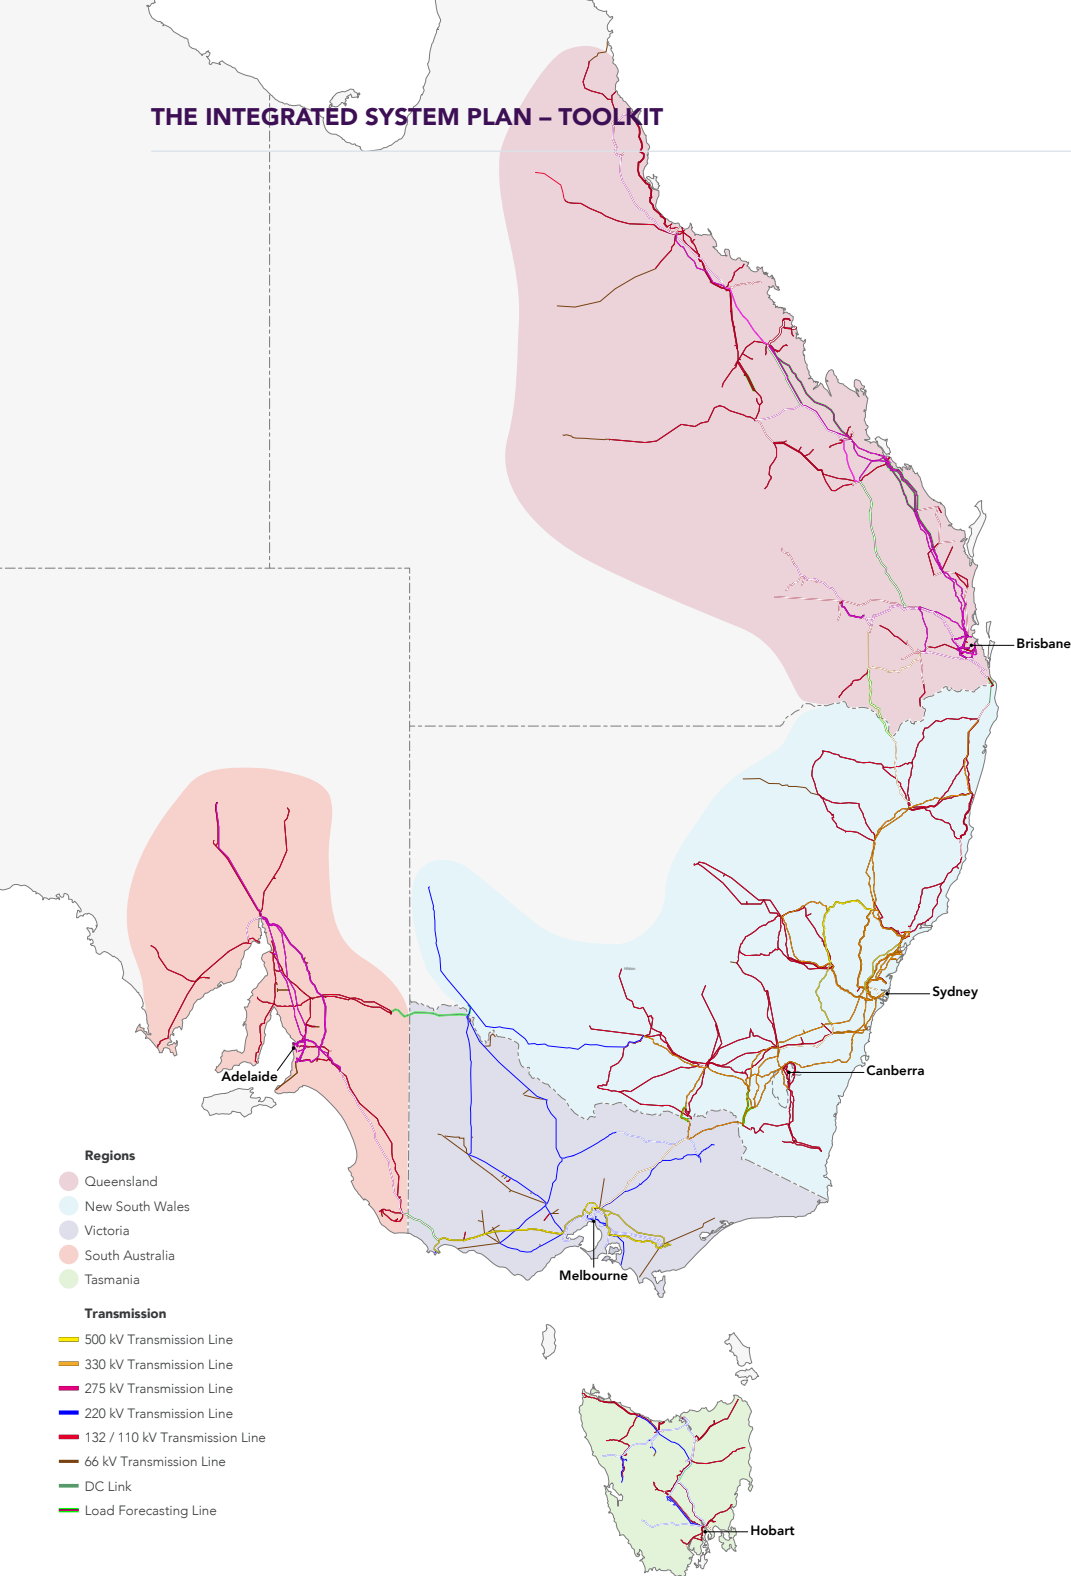 THE INTEGRATED SYSTEM PLAN – TOOLKIT
Brisbane
Sydney
Canberra
Adelaide
Melbourne
Hobart
Regions
Queensland
New South Wales
Victoria
South Australia
Tasmania
Transmission
500 kV Transmission Line
330 kV Transmission Line
275 kV Transmission Line
220 kV Transmission Line
132 / 110 kV Transmission Line
66 kV Transmission Line
DC Link
Load Forecasting Line